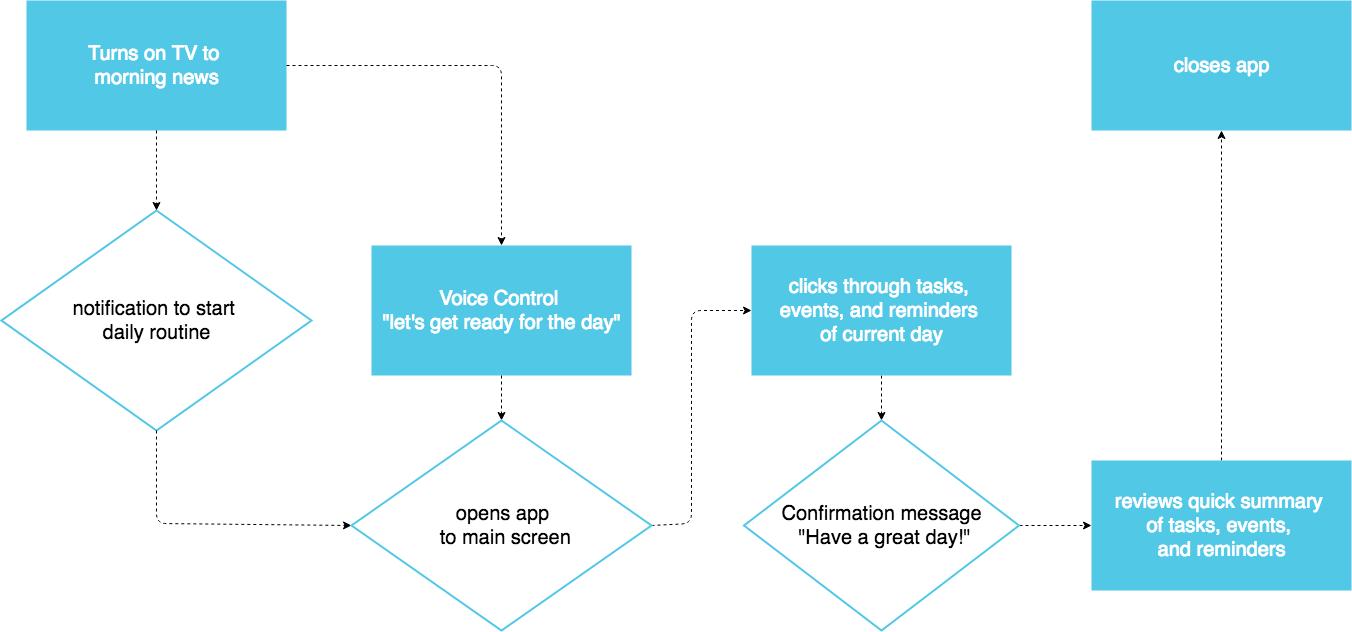 Turns on TV to
morning news
closes app
notification to start
daily routine
Voice Control
"let's get ready for the day"
clicks through tasks,
events, and reminders
of current day
opens app
to main screen
Confirmation message
"Have a great day!"
reviews quick summary
of tasks, events,
and reminders